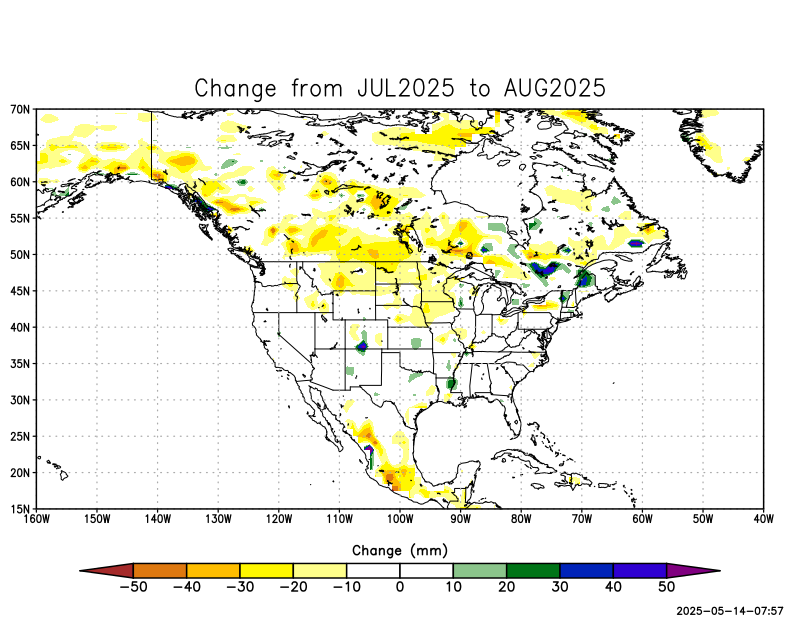 Change from JUL2025 to AUG2025
70N
65N
60N
55N
50N
45N
40N
35N
30N
25N
20N
15N
160W 150W 140W 130W 120W 110W 100W 90W 80W 70W 60W 50W 40W
Change (mm)
−50 −40 −30 −20 −10 0 10 20 30 40 50
2025-05-14-07:57